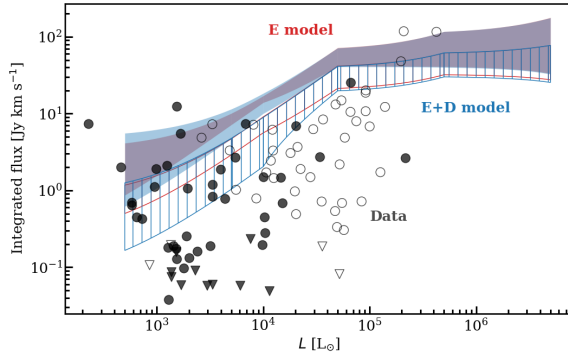 10²
10¹
10⁰
10⁻¹
Integrated flux [Jy km s⁻¹]
E model
E+D model
Data
10³
10⁴
10⁵
10⁶
L [L⊙]